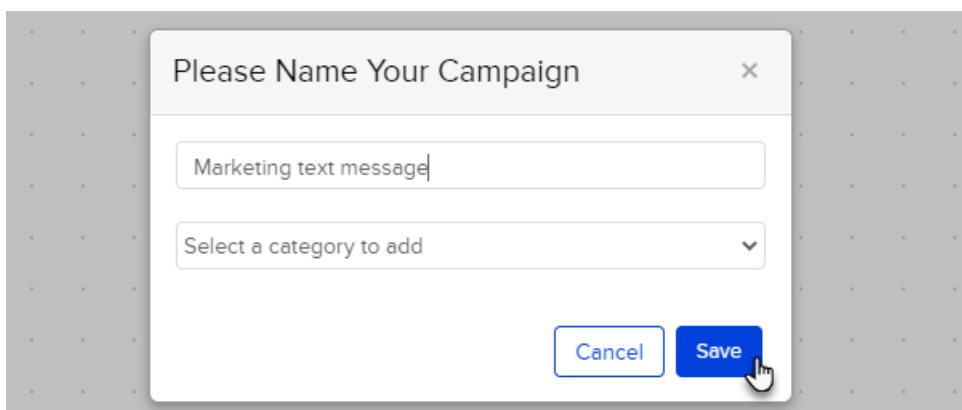 Please Name Your Campaign
×
Marketing text message
Select a category to add
Cancel Save